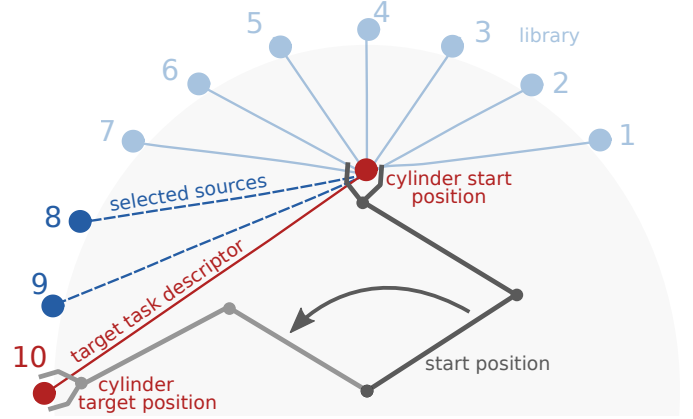 4
5
3
library
6
2
7
1
cylinder start
position
selected sources
8
target task descriptor
9
10
start position
cylinder
target position